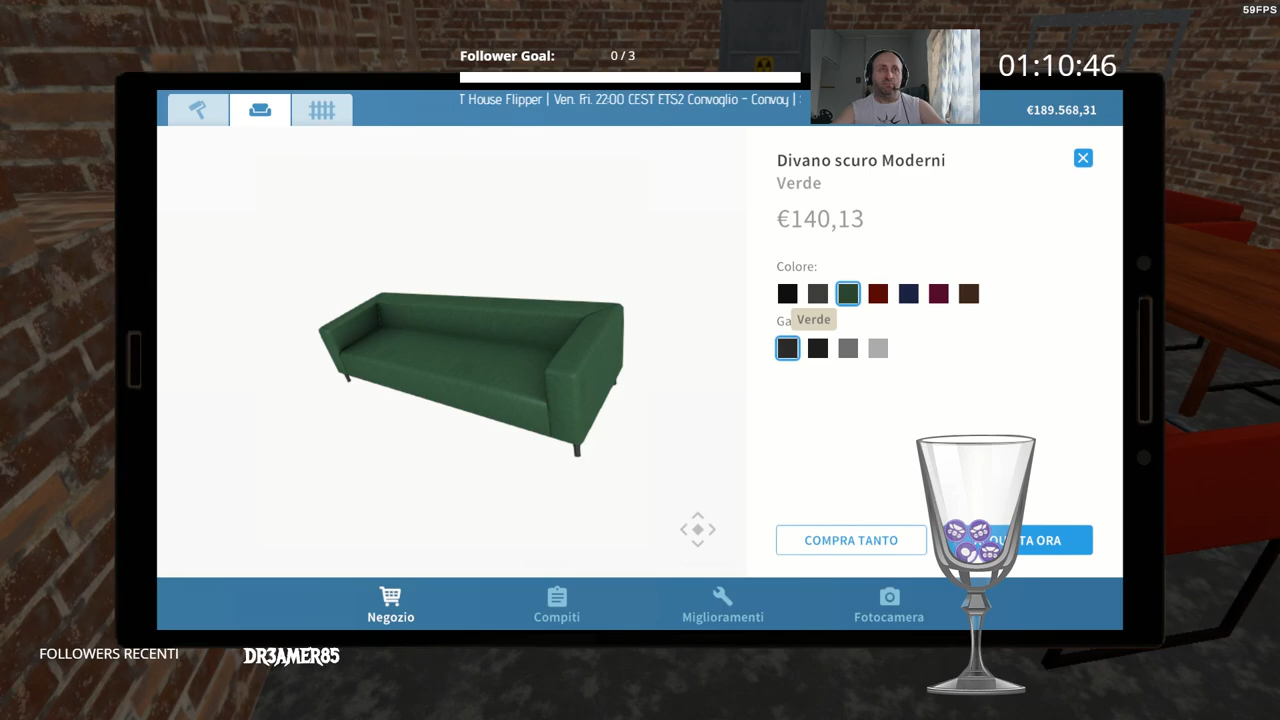 59FPS
Follower Goal: 0 / 3
01:10:46
T House Flipper | Ven. Fri. 22:00 CEST ETS2 Convoglio - Convoy |
€189.568,31
Divano scuro Moderni
Verde
€140,13
Colore:
Verde
COMPRA TANTO
ORA
Negozio
Compiti
Miglioramenti
Fotocamera
FOLLOWERS RECENTI
DR3AMER85